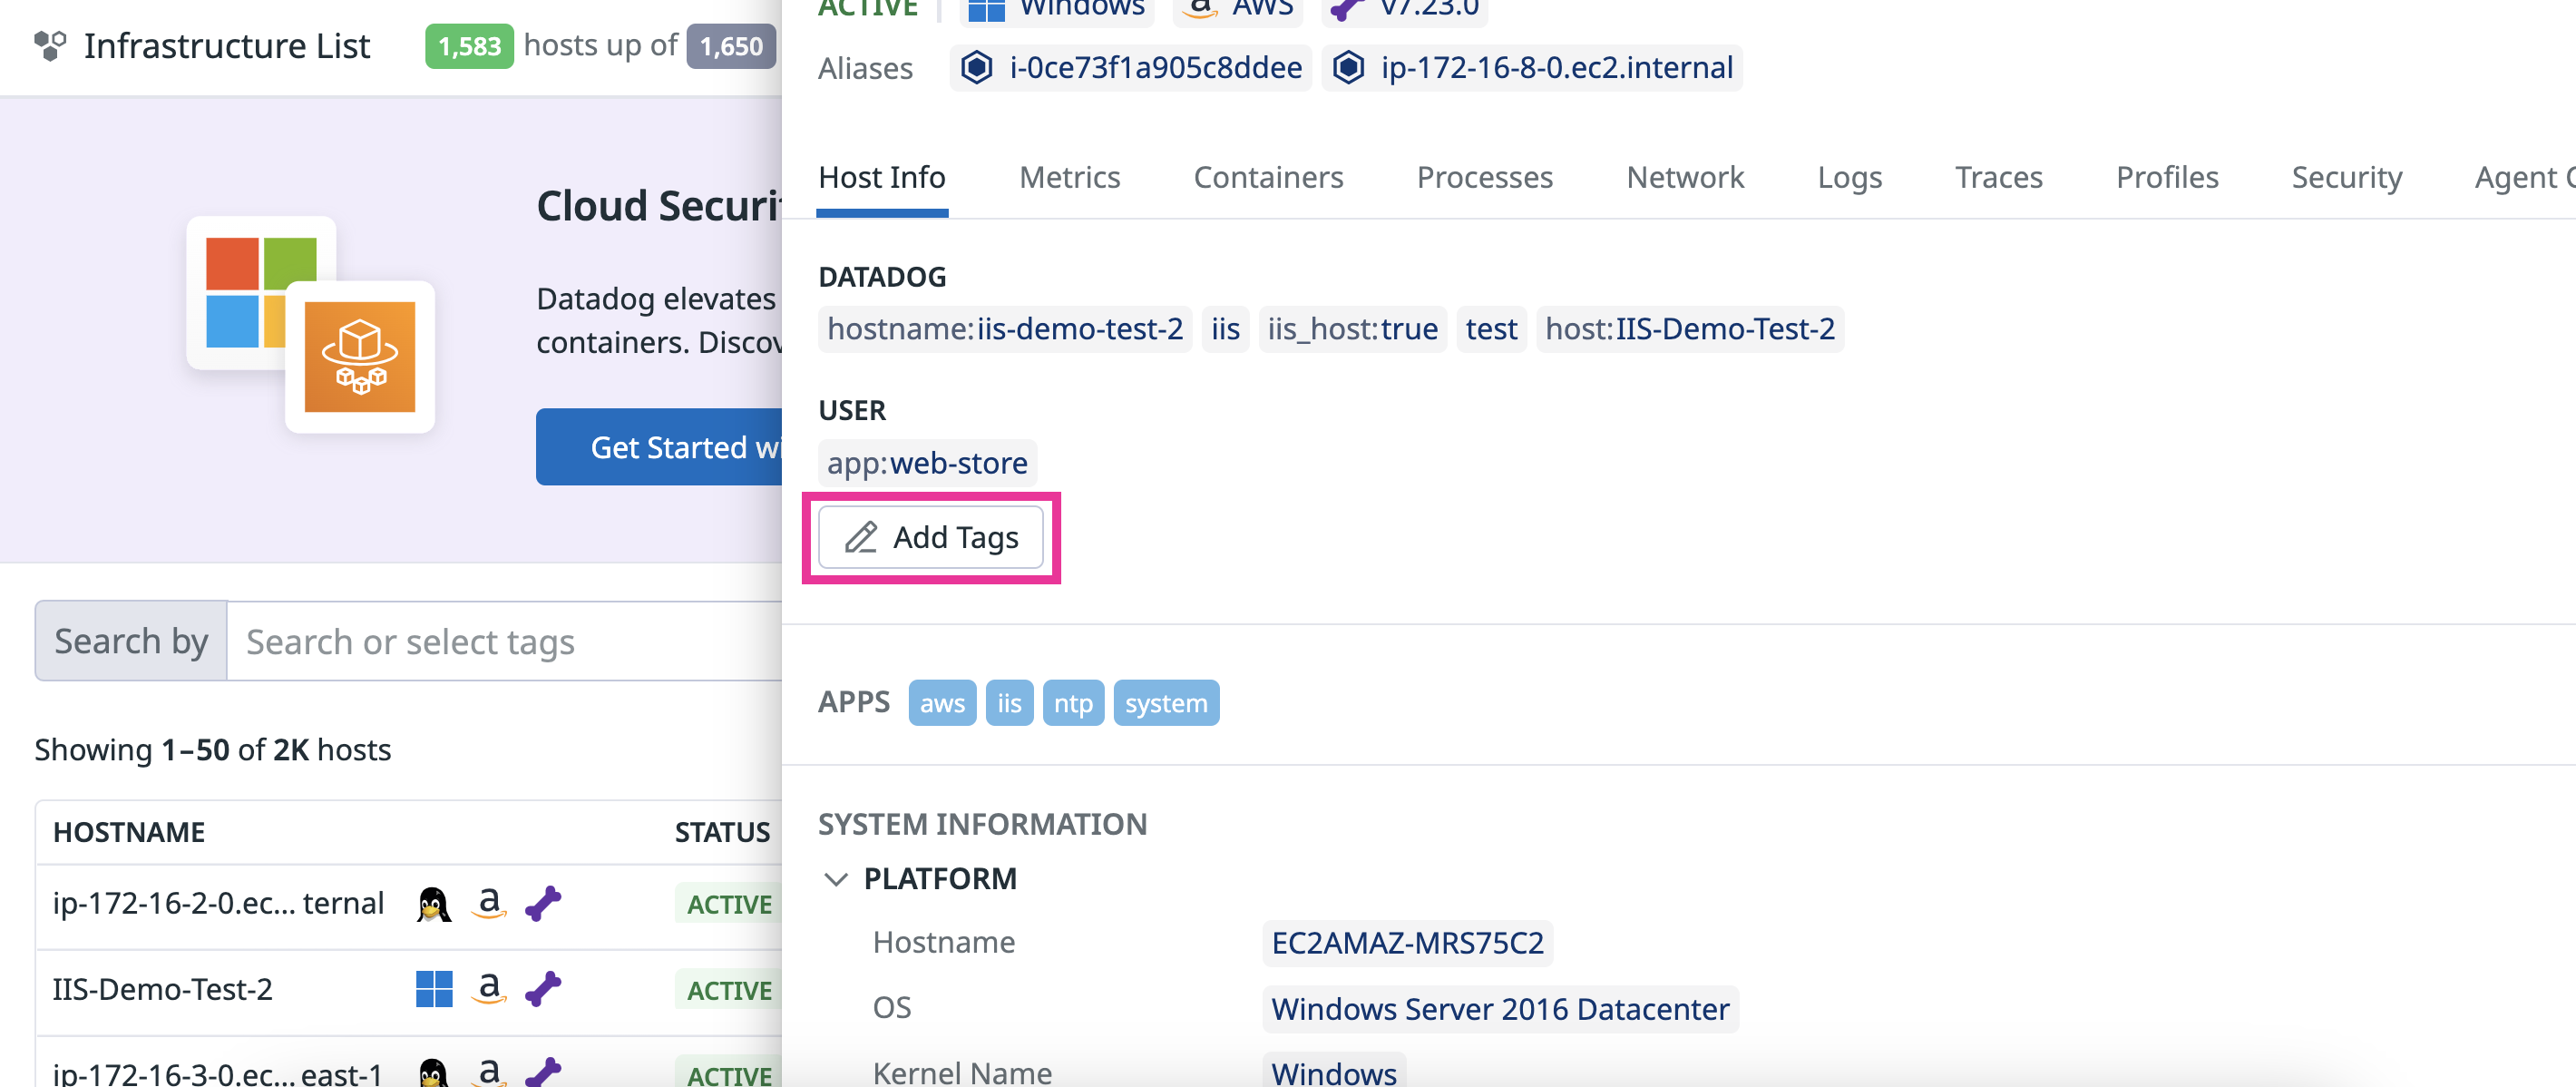 Infrastructure List 1,583 hosts up of 1,650
Cloud Securi
Datadog elevates
containers. Discov
Get Started wi
Search by Search or select tags
Showing 1–50 of 2K hosts
HOSTNAME STATUS
ip-172-16-2-0.ec... ternal ACTIVE
IIS-Demo-Test-2 ACTIVE
ip-172-16-3-0.ec... east-1 ACTIVE
ACTIVE Windows AWS v7.23.0
Aliases i-0ce73f1a905c8ddee ip-172-16-8-0.ec2.internal
Host Info Metrics Containers Processes Network Logs Traces Profiles Security Agent C
DATADOG
hostname:iis-demo-test-2 iis iis_host:true test host:IIS-Demo-Test-2
USER
app:web-store
Add Tags
APPS aws iis ntp system
SYSTEM INFORMATION
PLATFORM
Hostname EC2AMAZ-MRS75C2
OS Windows Server 2016 Datacenter
Kernel Name Windows